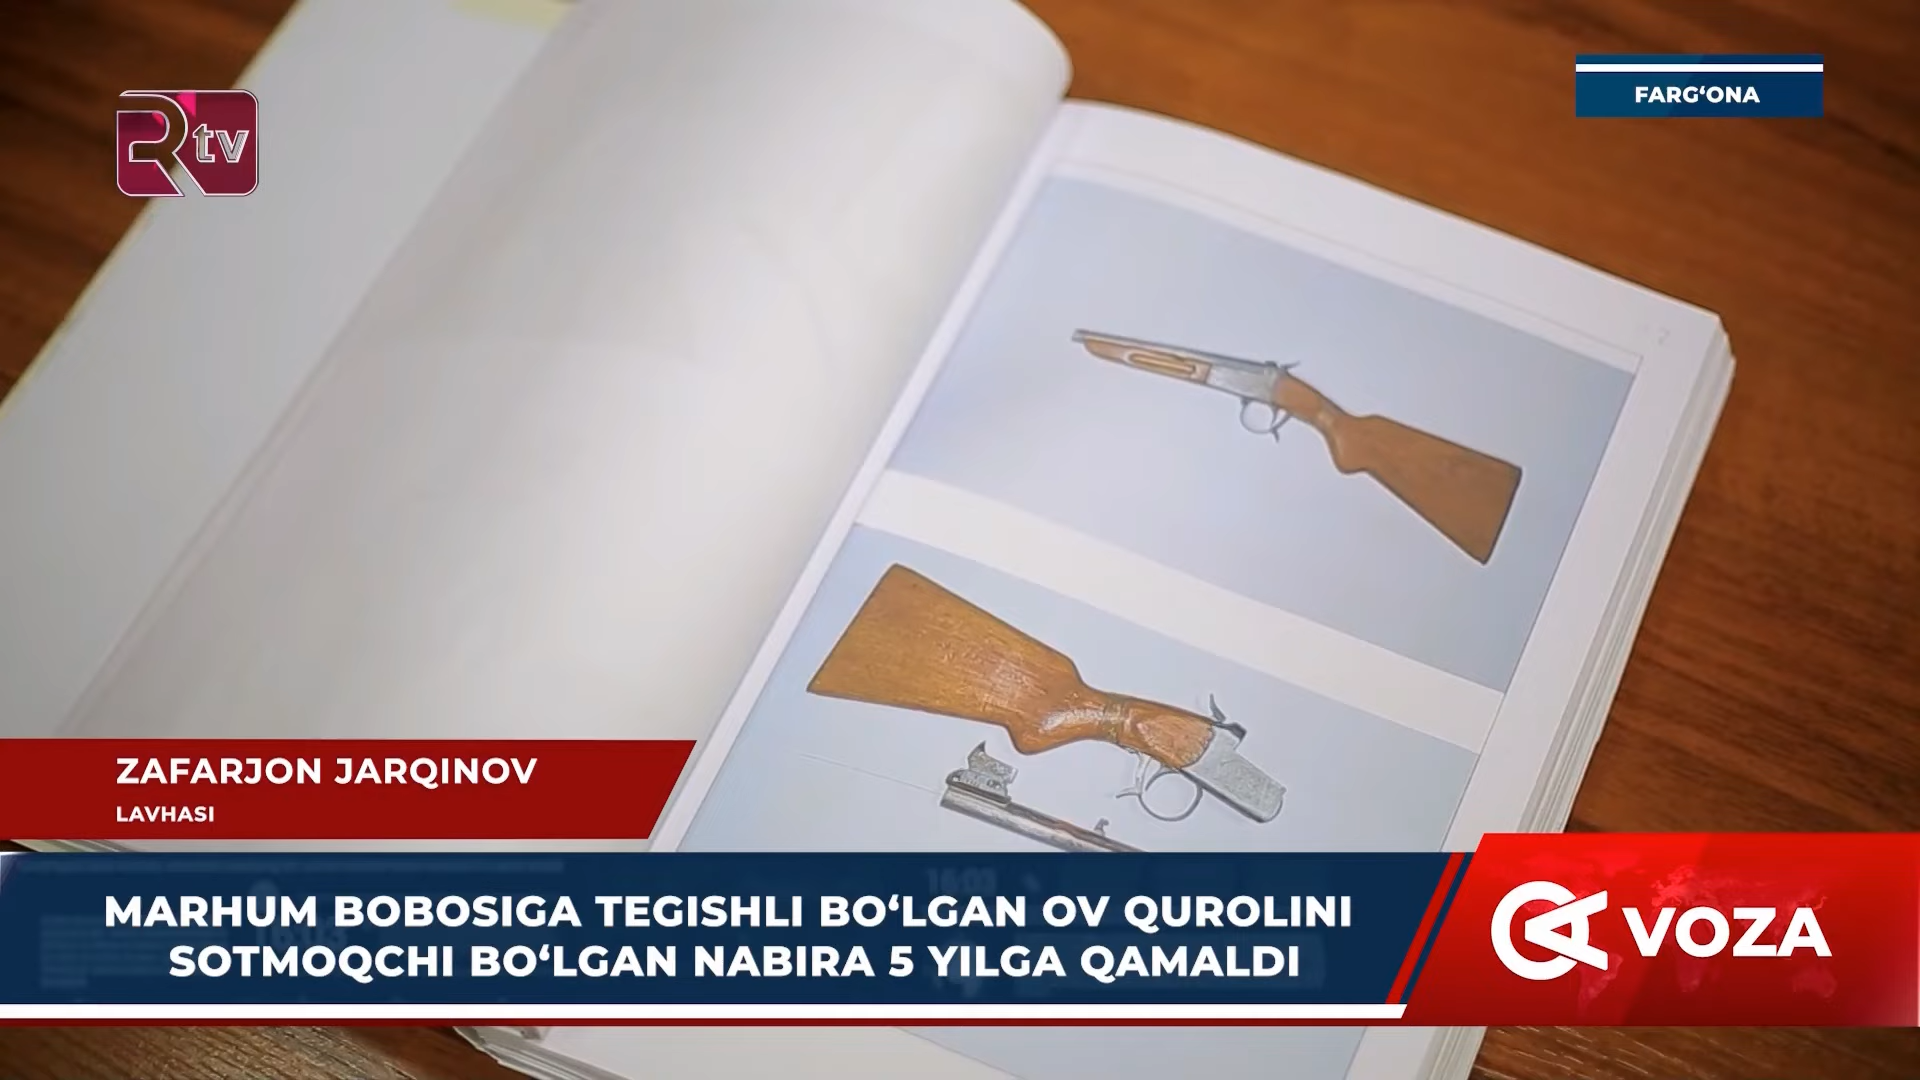 Rtv
FARG‘ONA
ZAFARJON JARQINOV
LAVHASI
MARHUM BOBOSIGA TEGISHLI BO‘LGAN OV QUROLINI
SOTMOQCHI BO‘LGAN NABIRA 5 YILGA QAMALDI
VOZA